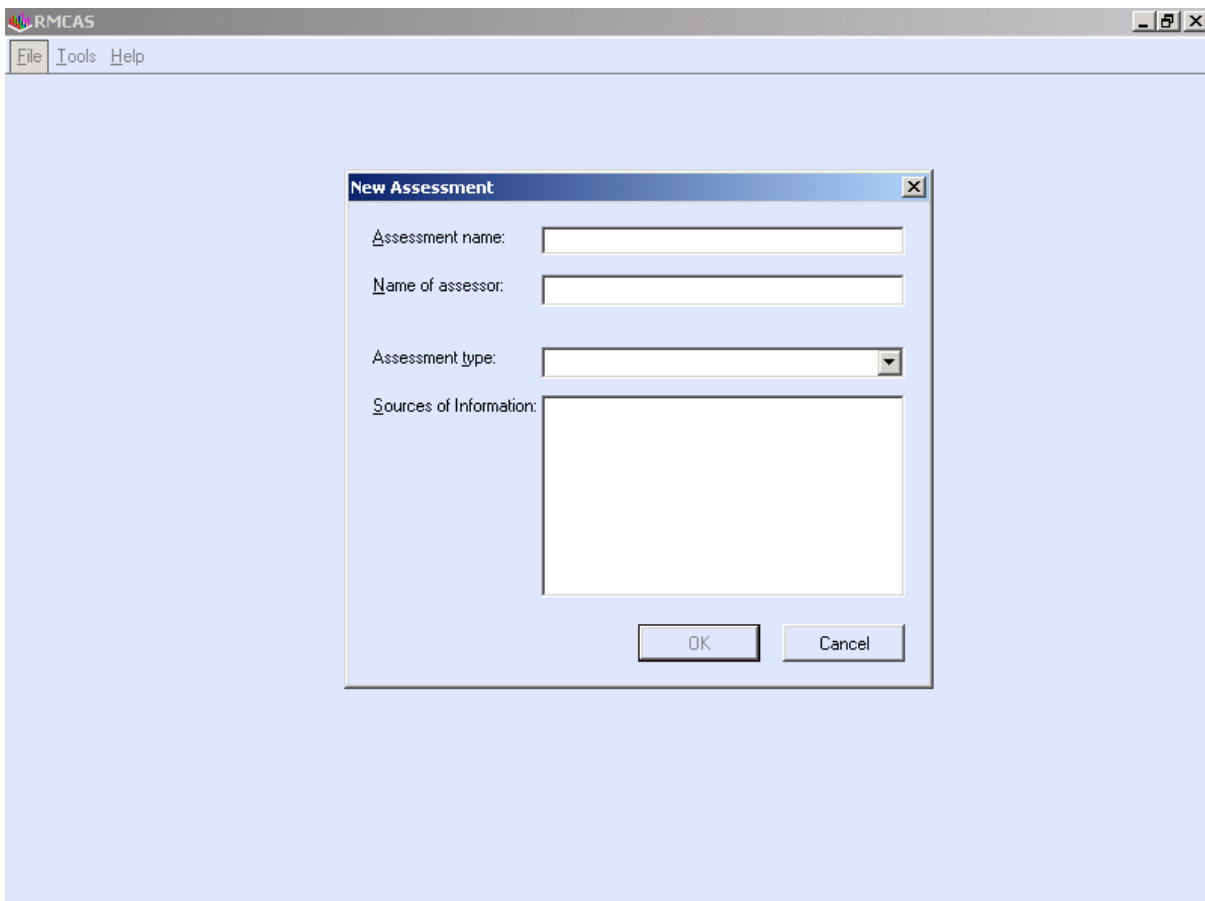 RMCAS
File Tools Help
New Assessment
Assessment name:
Name of assessor:
Assessment type:
Sources of Information:
OK Cancel